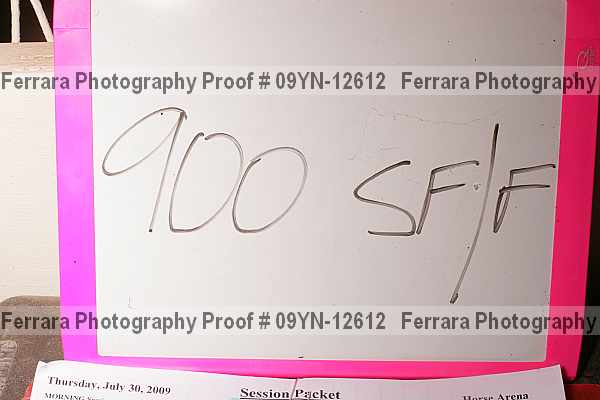 Ferrara Photography Proof # 09YN-12612 Ferrara Photography
900 SF/F
Ferrara Photography Proof # 09YN-12612 Ferrara Photography
Thursday, July 30, 2009 Session Packet Horse Arena
MORNING